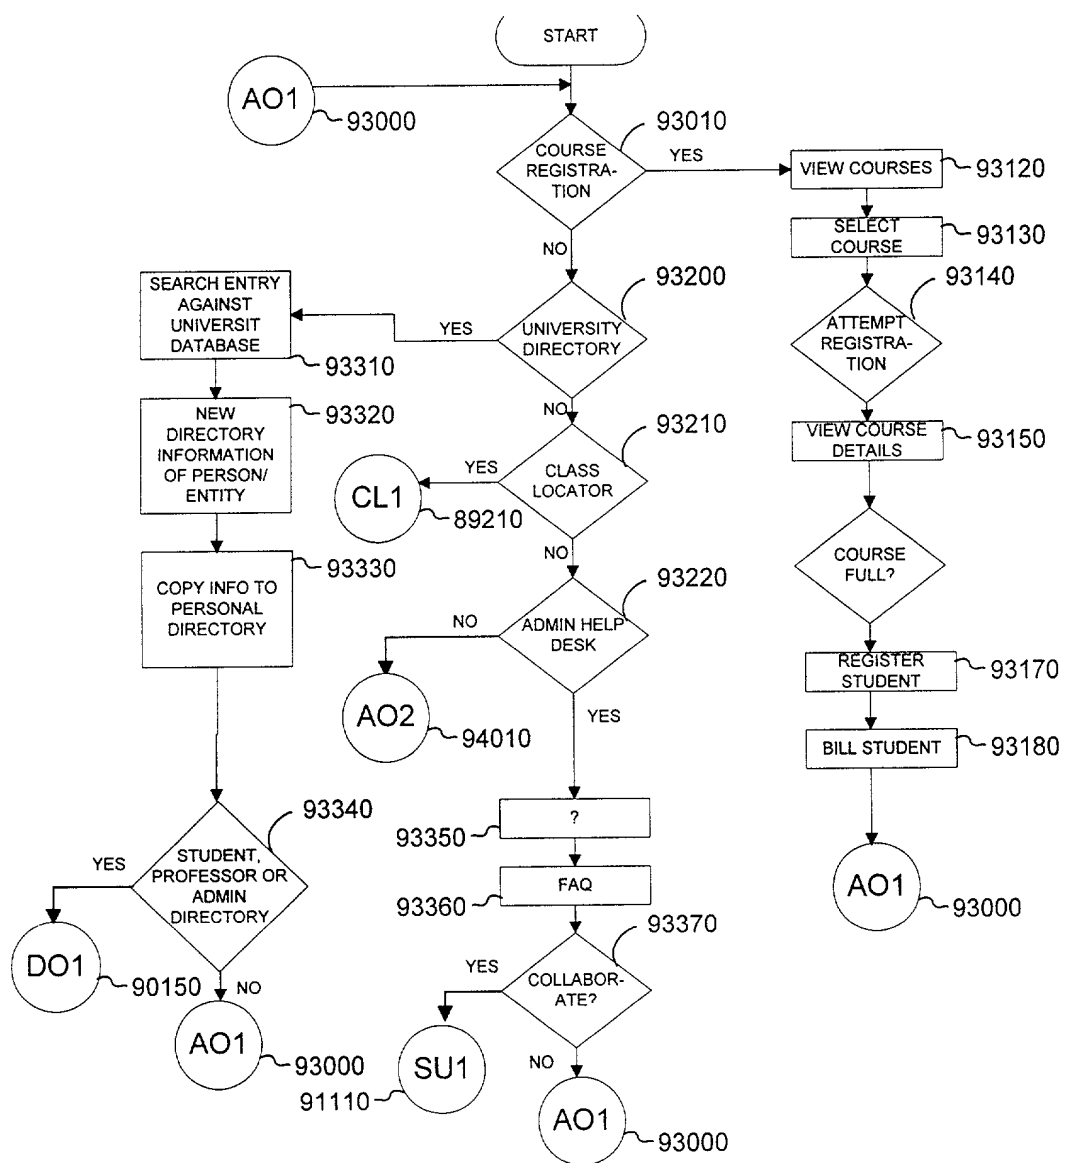 START
AO1
93000
93010
COURSE
REGISTRA-
TION
YES
VIEW COURSES
93120
SELECT
COURSE
93130
NO
93140
ATTEMPT
REGISTRA-
TION
93200
UNIVERSITY
DIRECTORY
YES
SEARCH ENTRY
AGAINST
UNIVERSIT
DATABASE
93310
NEW
DIRECTORY
INFORMATION
OF PERSON/
ENTITY
93320
NO
93210
CLASS
LOCATOR
YES
CL1
89210
VIEW COURSE
DETAILS
93150
COURSE
FULL?
NO
93220
ADMIN HELP
DESK
NO
AO2
94010
YES
93330
COPY INFO TO
PERSONAL
DIRECTORY
REGISTER
STUDENT
93170
BILL STUDENT
93180
AO1
93000
?
93350
FAQ
93360
93370
COLLABOR-
ATE?
YES
SU1
91110
NO
AO1
93000
93340
STUDENT,
PROFESSOR OR
ADMIN
DIRECTORY
YES
DO1
90150
NO
AO1
93000